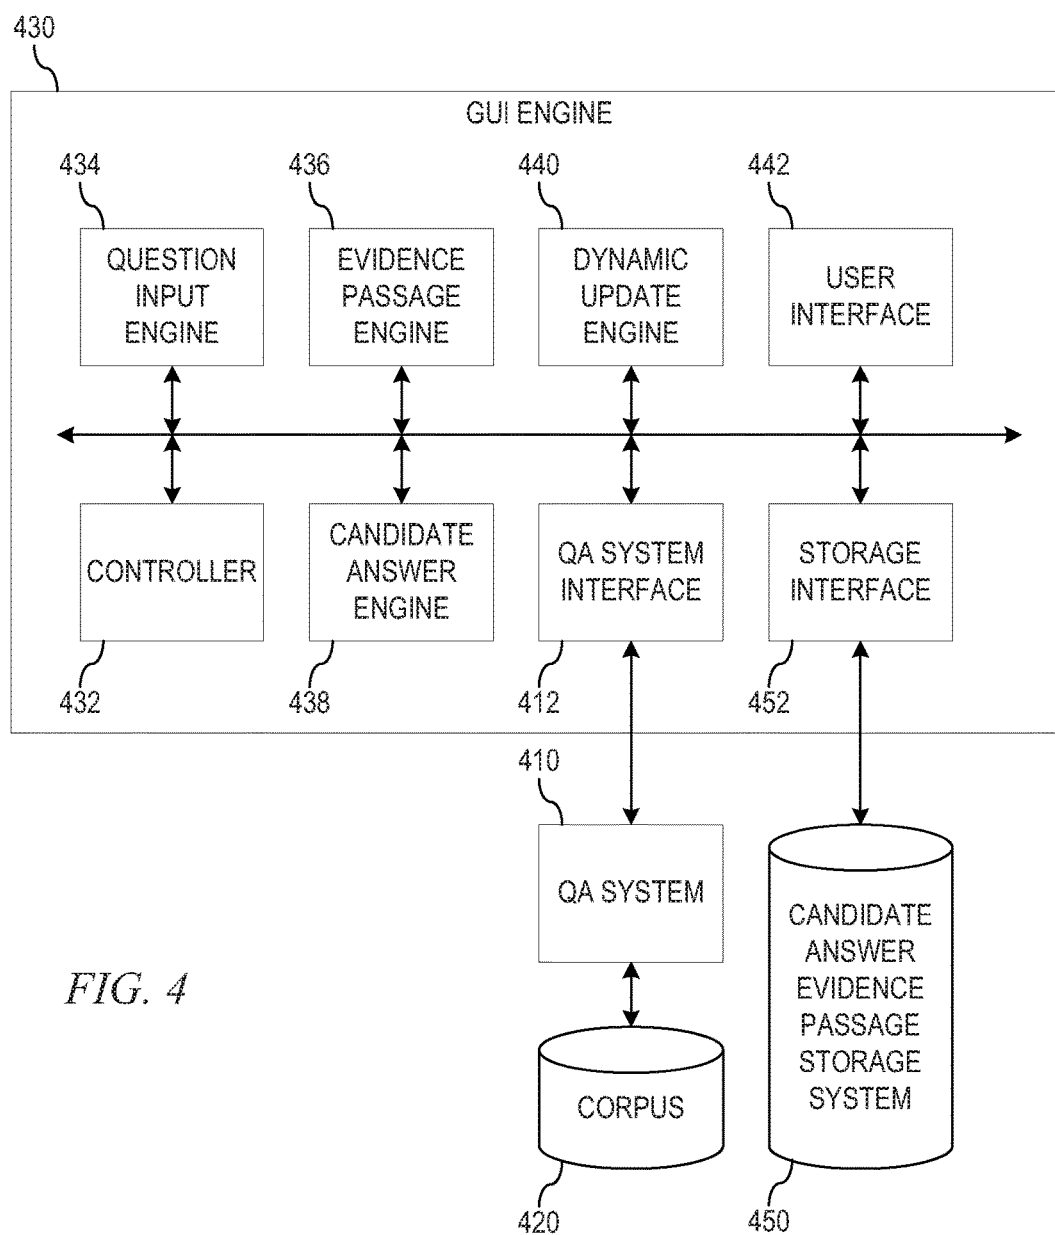 430
GUI ENGINE
434
436
440
442
QUESTION
INPUT
ENGINE
EVIDENCE
PASSAGE
ENGINE
DYNAMIC
UPDATE
ENGINE
USER
INTERFACE
CONTROLLER
CANDIDATE
ANSWER
ENGINE
QA SYSTEM
INTERFACE
STORAGE
INTERFACE
432
438
412
452
410
QA SYSTEM
CANDIDATE
ANSWER
EVIDENCE
PASSAGE
STORAGE
SYSTEM
FIG. 4
CORPUS
420
450